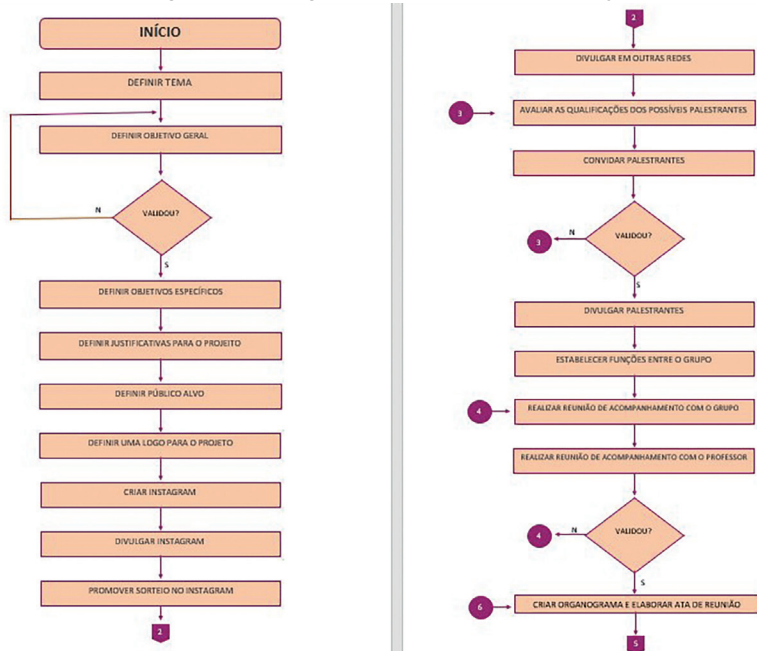 INÍCIO
DEFINIR TEMA
DEFINIR OBJETIVO GERAL
N
VALIDOU?
S
DEFINIR OBJETIVOS ESPECÍFICOS
DEFINIR JUSTIFICATIVAS PARA O PROJEITO
DEFINIR PÚBLICO ALVO
DEFINIR UMA LOGO PARA O PROJETO
CRIAR INSTAGRAM
DIVULGAR INSTAGRAM
PROMOVER SORTEIO NO INSTAGRAM
2
2
DIVULGAR EM OUTRAS REDES
3
AVALIAR AS QUALIFICAÇÕES DOS POSSÍVEIS PALESTRANTES
CONVIDAR PALESTRANTES
3
N
VALIDOU?
S
DIVULGAR PALESTRANTES
ESTABELECER FUNÇÕES ENTRE O GRUPO
4
REALIZAR REUNIÃO DE ACOMPANHAMENTO COM O GRUPO
REALIZAR REUNIÃO DE ACOMPANHAMENTO COM O PROFESSOR
4
N
VALIDOU?
S
6
CRIAR ORGANOGRAMA E ELABORAR ATA DE REUNIÃO
5